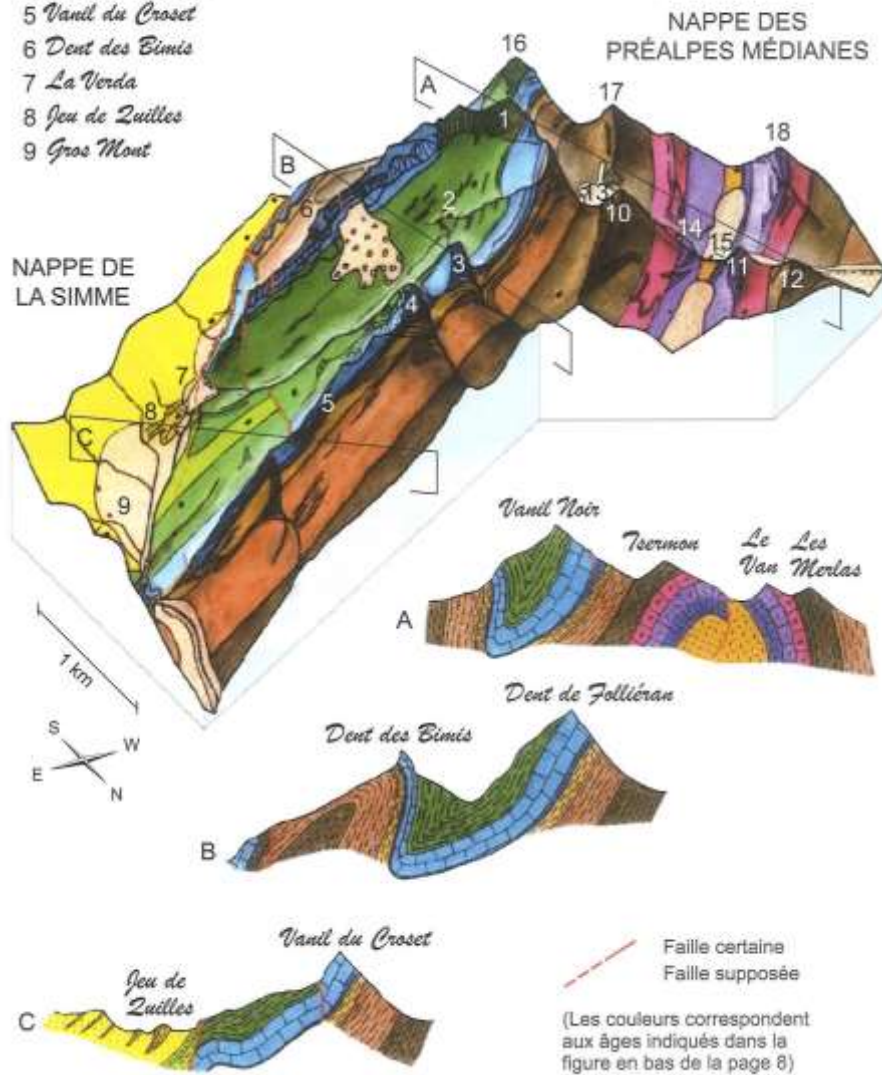 5 Vanil du Croset
6 Dent des Bimis
7 La Verda
8 Jeu de Quilles
9 Gros Mont
NAPPE DES
PRÉALPES MÉDIANES
NAPPE DE
LA SIMME
16
17
18
A
B
C
1
2
3
4
5
6
7
8
9
10
11
12
13
14
15
1 km
S
W
E
N
Vanil Noir
Tsermon
Le Van
Les Merlas
A
Dent de Folliéran
Dent des Bimis
B
Vanil du Croset
Jeu de
Quilles
C
Faille certaine
Faille supposée
(Les couleurs correspondent
aux âges indiqués dans la
figure en bas de la page 8)